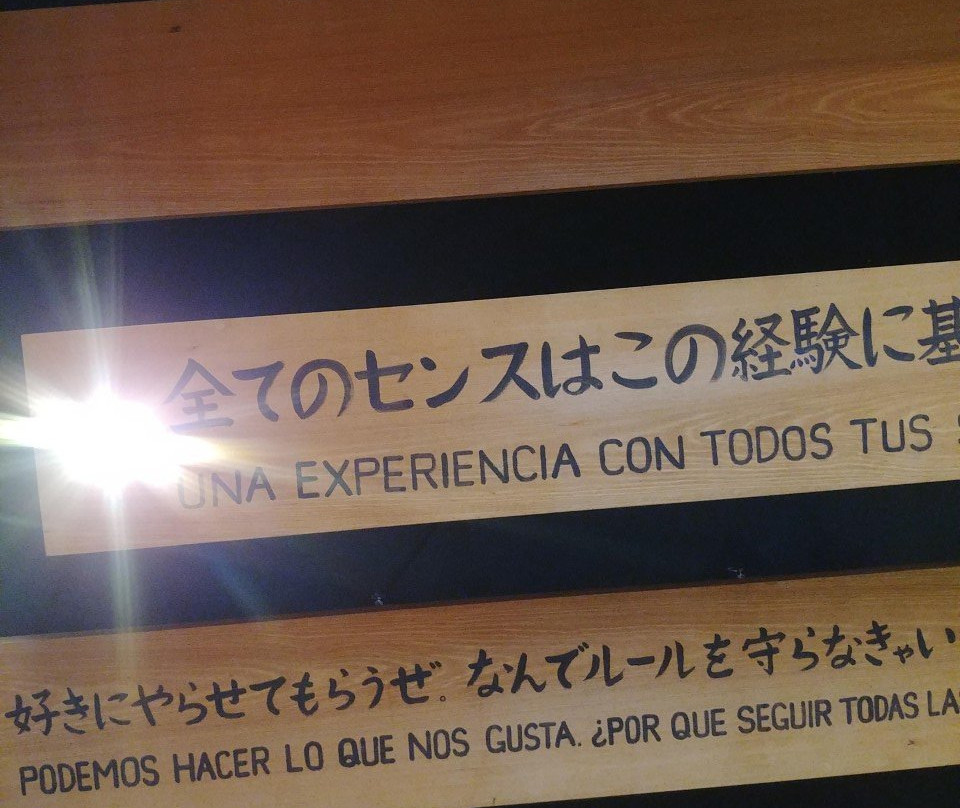 全てのセンスはこの経験に基
UNA EXPERIENCIA CON TODOS TUS
好きにやらせてもらうぜ。なんでルールを守らなきゃい
PODEMOS HACER LO QUE NOS GUSTA. ¿POR QUE SEGUIR TODAS LA